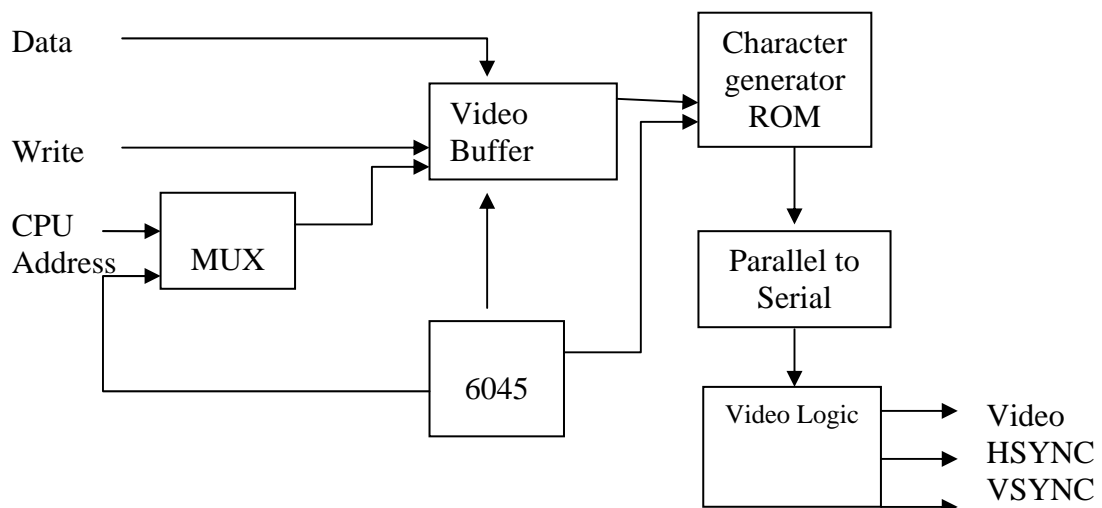 Data
Write
CPU
Address
MUX
Video
Buffer
6045
Character
generator
ROM
Parallel to
Serial
Video Logic
Video
HSYNC
VSYNC